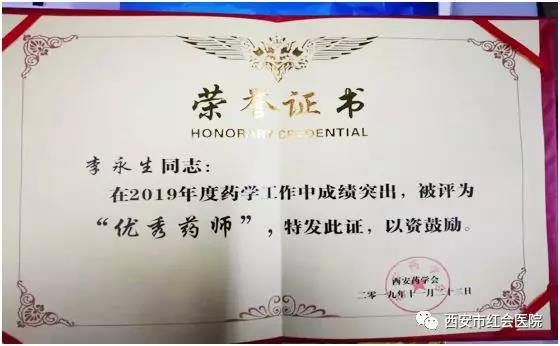 荣誉证书
HONORARY CREDENTIAL
李永生同志：
在2019年度药学工作中成绩突出，被评为
“优秀药师”，特发此证，以资鼓励。
西安药学会
二零一九年十一月二十三日
西安市红会医院